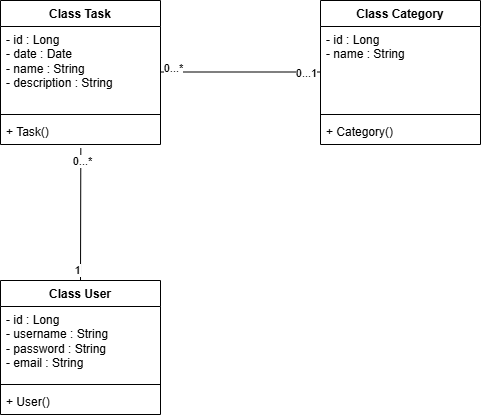 Class Task
- id : Long
- date : Date
- name : String
- description : String
+ Task()
0...*
0...1
Class Category
- id : Long
- name : String
+ Category()
0...*
1
Class User
- id : Long
- username : String
- password : String
- email : String
+ User()